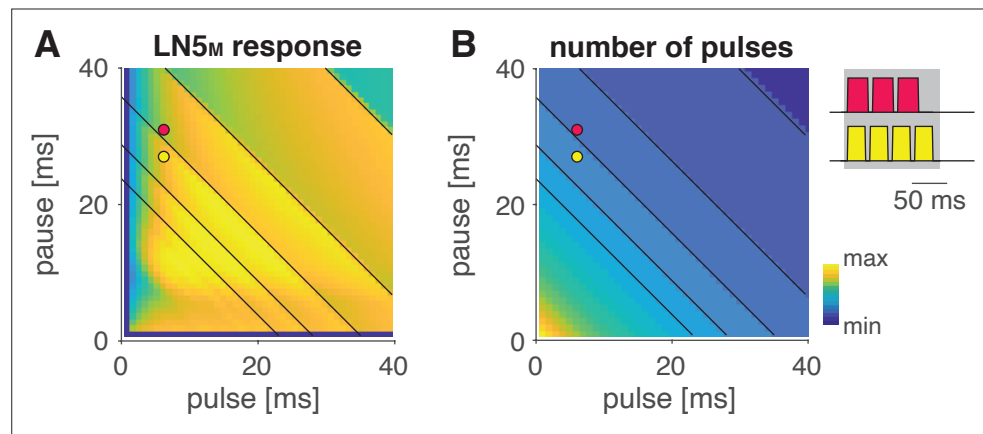 A LN5M response
40
20
0
pause [ms]
0 20 40
pulse [ms]
B number of pulses
40
20
0
pause [ms]
0 20 40
pulse [ms]
50 ms
max
min